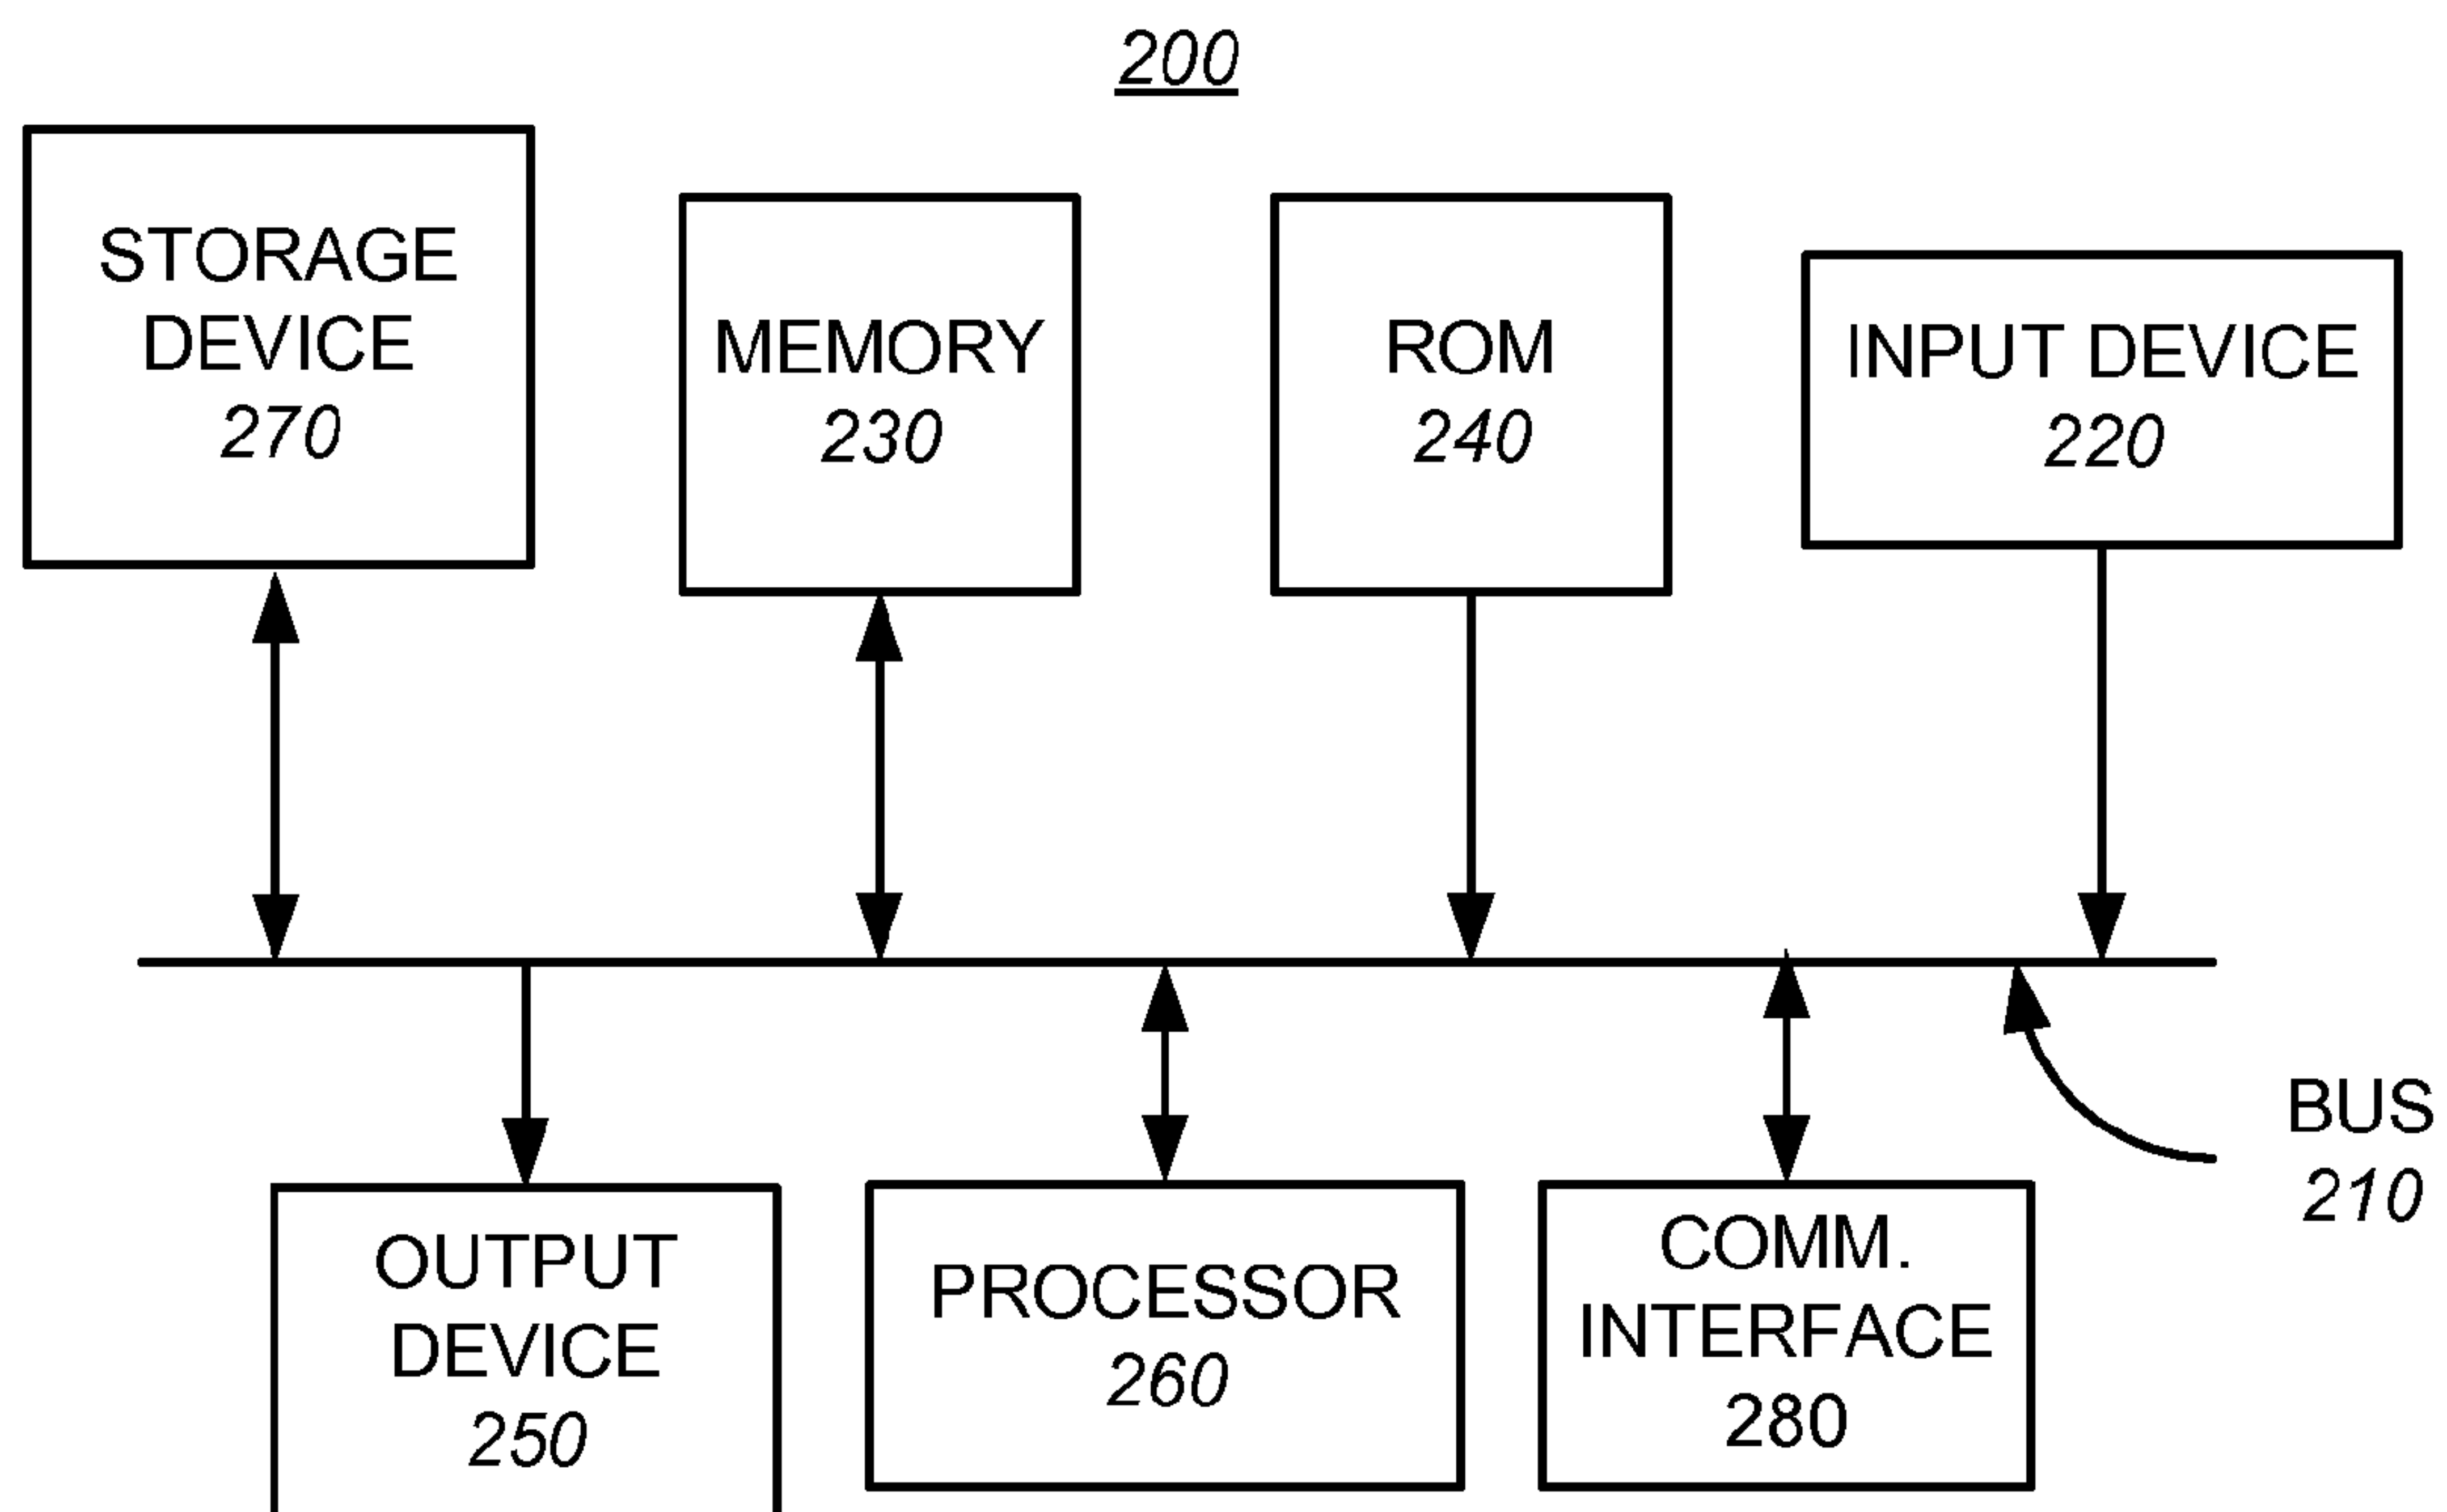 200
STORAGE
DEVICE
270
MEMORY
230
ROM
240
INPUT DEVICE
220
BUS
210
OUTPUT
DEVICE
250
PROCESSOR
260
COMM.
INTERFACE
280